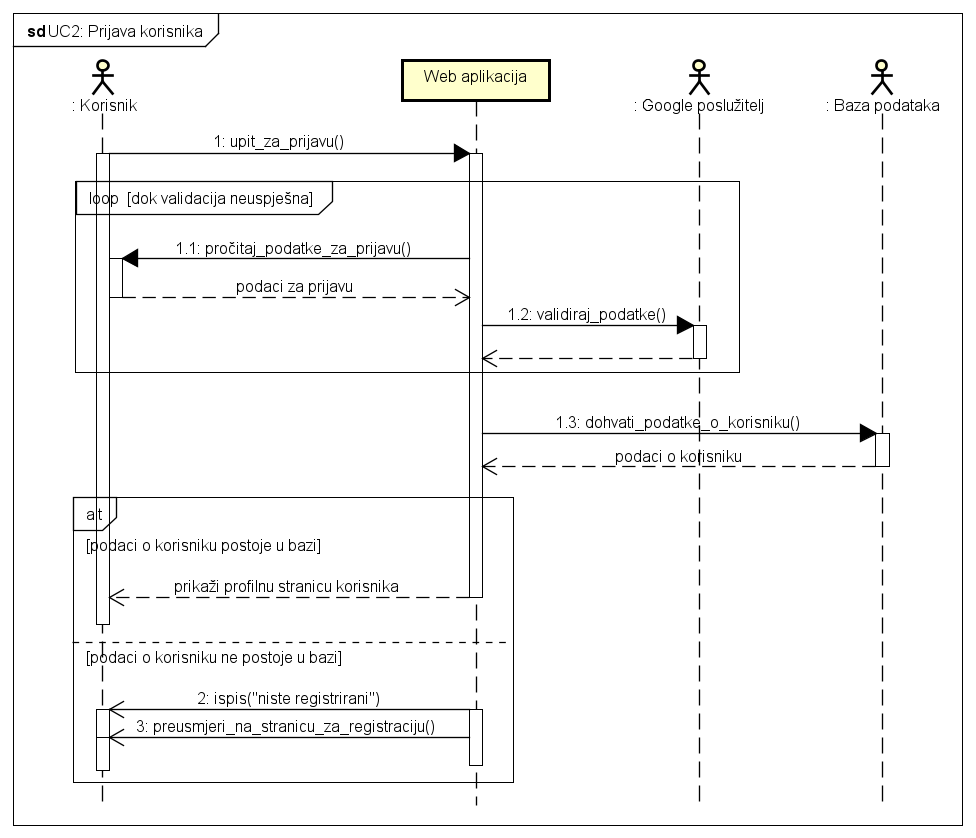 sd UC2: Prijava korisnika
: Korisnik
Web aplikacija
: Google poslužitelj
: Baza podataka
1: upit_za_prijavu()
loop [dok validacija neuspješna]
1.1: pročitaj_podatke_za_prijavu()
podaci za prijavu
1.2: validiraj_podatke()
1.3: dohvati_podatke_o_korisniku()
podaci o korisniku
alt
[podaci o korisniku postoje u bazi]
prikaži profilnu stranicu korisnika
[podaci o korisniku ne postoje u bazi]
2: ispis("niste registrirani")
3: preusmjeri_na_stranicu_za_registraciju()